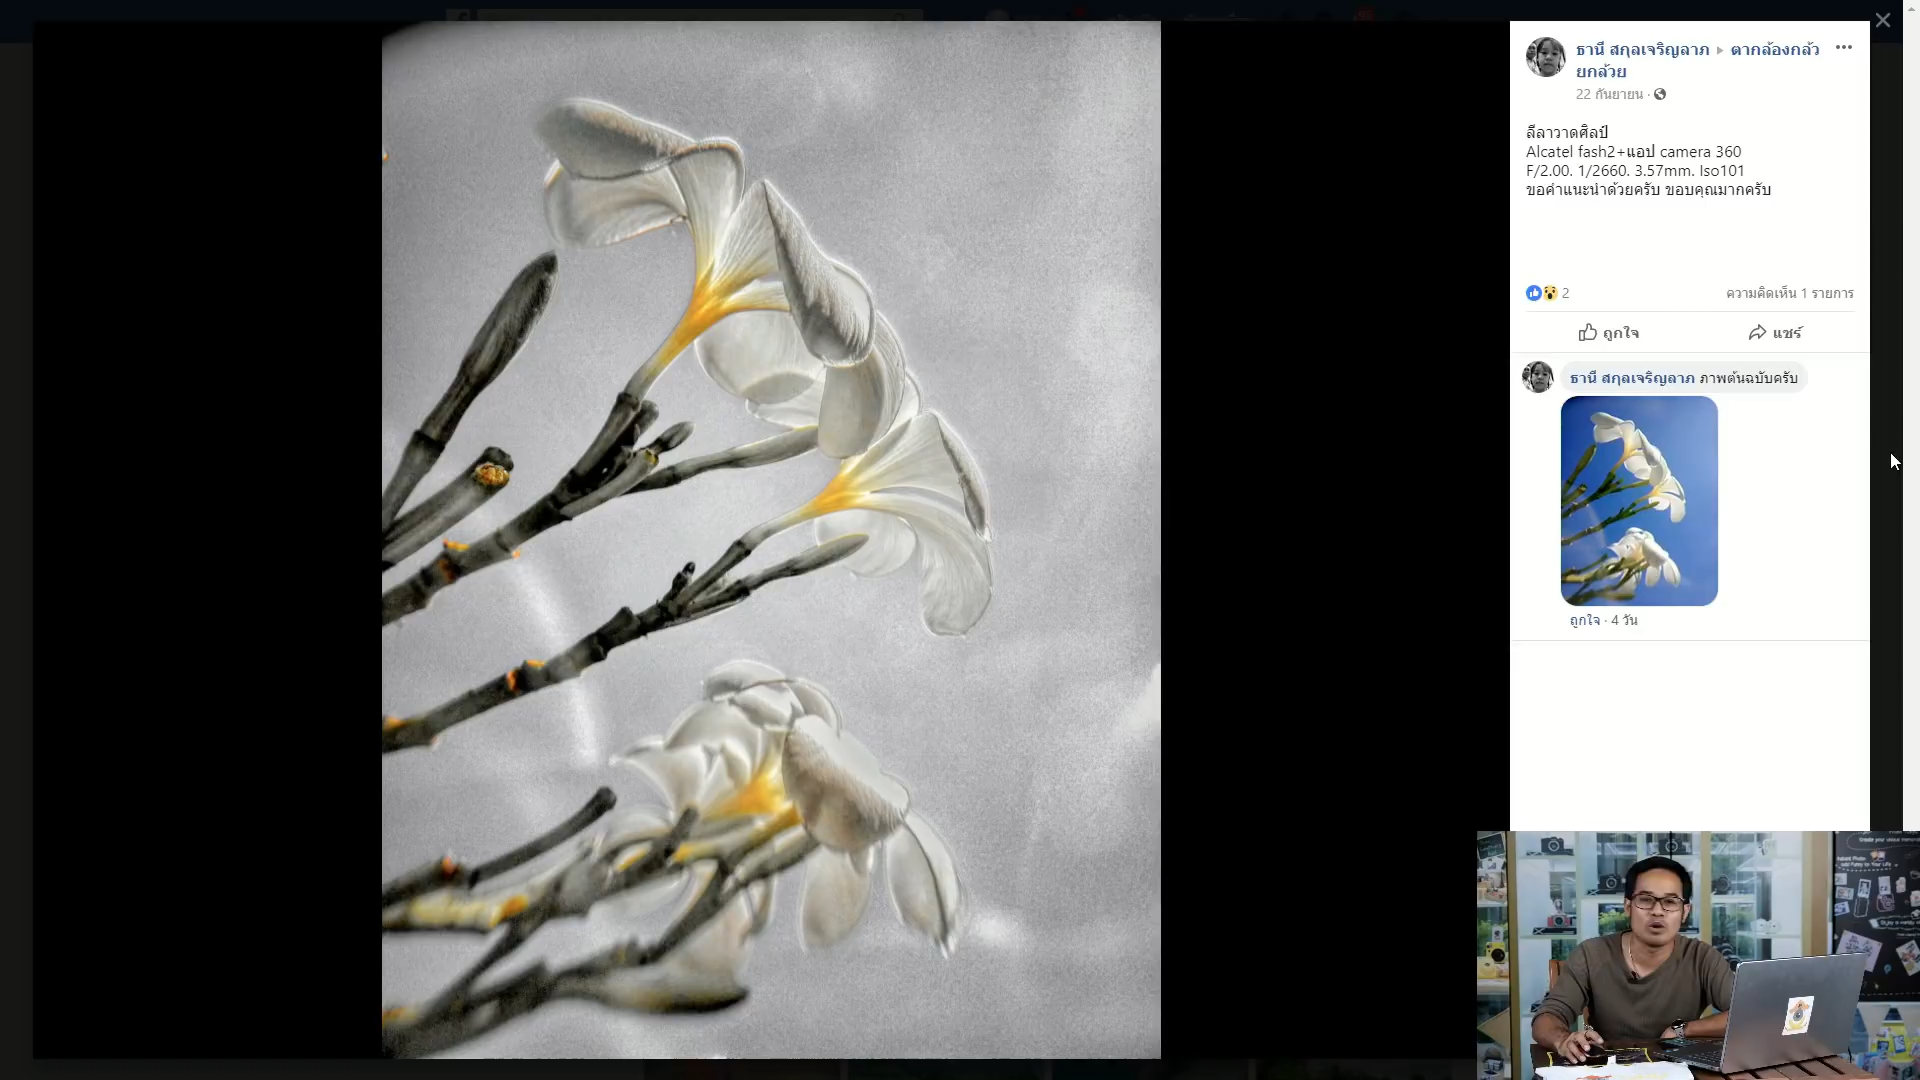 ธานี สกุลเจริญลาภ ▸ ตากล้องกล้วยกล้วย
22 กันยายน ·
ลีลาวาดศิลป์
Alcatel fash2+แอป camera 360
F/2.00. 1/2660. 3.57mm. Iso101
ขอคำแนะนำด้วยครับ ขอบคุณมากครับ
2
ความคิดเห็น 1 รายการ
ถูกใจ
แชร์
ธานี สกุลเจริญลาภ ภาพต้นฉบับครับ
ถูกใจ · 4 วัน